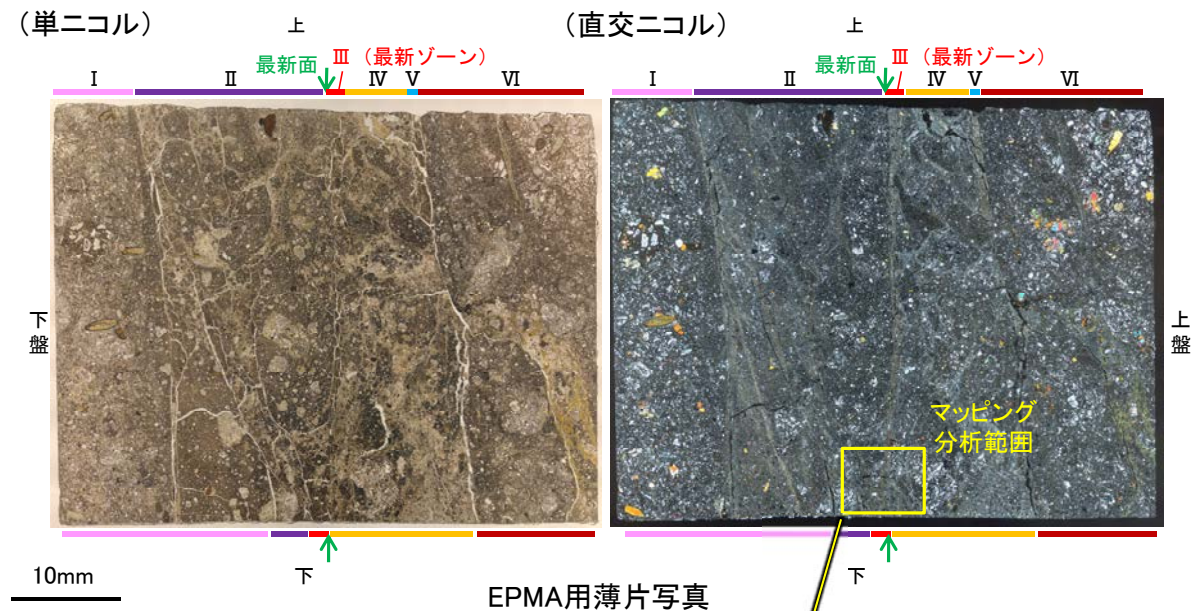 （単ニコル）
上
最新面
Ⅲ（最新ゾーン）
Ⅰ Ⅱ Ⅳ Ⅴ Ⅵ
下盤
下
10mm
（直交ニコル）
上
最新面
Ⅲ（最新ゾーン）
Ⅰ Ⅱ Ⅳ Ⅴ Ⅵ
上盤
マッピング
分析範囲
下
EPMA用薄片写真